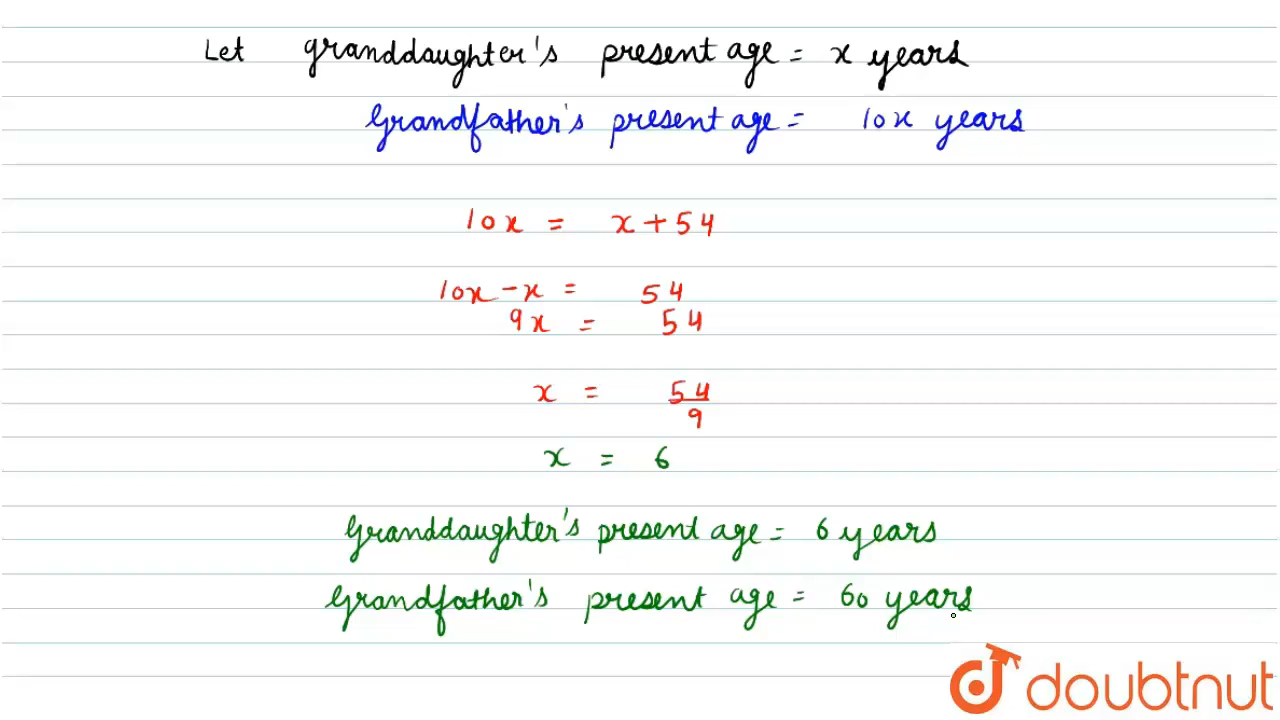 Let granddaughter's present age = x years
Grandfather's present age = 10x years
10x = x + 54
10x - x = 54
9x = 54
x = 54/9
x = 6
Granddaughter's present age = 6 years
Grandfather's present age = 60 years
doubtnut